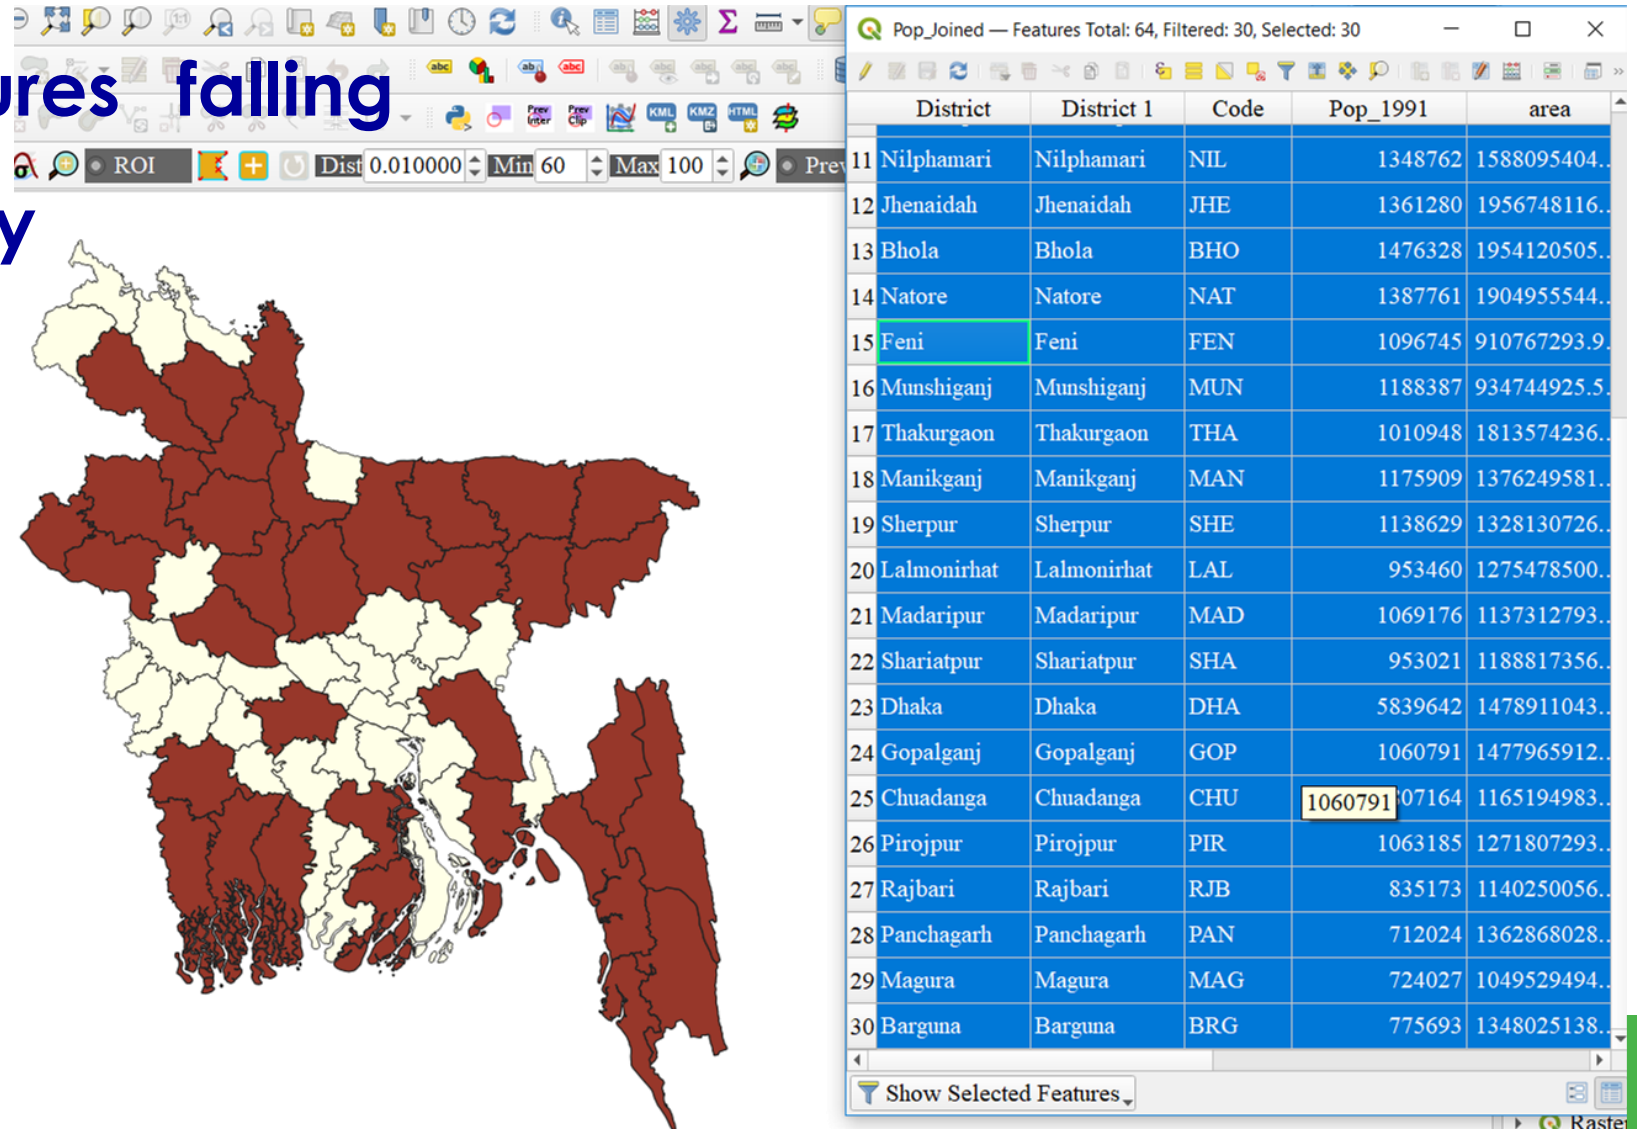 Pop_Joined — Features Total: 64, Filtered: 30, Selected: 30
ures falling
y
ROI Dist 0.010000 Min 60 Max 100 Prev
District District 1 Code Pop_1991 area
11 Nilphamari Nilphamari NIL 1348762 1588095404..
12 Jhenaidah Jhenaidah JHE 1361280 1956748116..
13 Bhola Bhola BHO 1476328 1954120505..
14 Natore Natore NAT 1387761 1904955544..
15 Feni Feni FEN 1096745 910767293.9.
16 Munshiganj Munshiganj MUN 1188387 934744925.5.
17 Thakurgaon Thakurgaon THA 1010948 1813574236..
18 Manikganj Manikganj MAN 1175909 1376249581..
19 Sherpur Sherpur SHE 1138629 1328130726..
20 Lalmonirhat Lalmonirhat LAL 953460 1275478500..
21 Madaripur Madaripur MAD 1069176 1137312793..
22 Shariatpur Shariatpur SHA 953021 1188817356..
23 Dhaka Dhaka DHA 5839642 1478911043..
24 Gopalganj Gopalganj GOP 1060791 1477965912..
25 Chuadanga Chuadanga CHU 1060791 07164 1165194983..
26 Pirojpur Pirojpur PIR 1063185 1271807293..
27 Rajbari Rajbari RJB 835173 1140250056..
28 Panchagarh Panchagarh PAN 712024 1362868028..
29 Magura Magura MAG 724027 1049529494..
30 Barguna Barguna BRG 775693 1348025138..
Show Selected Features
Raster